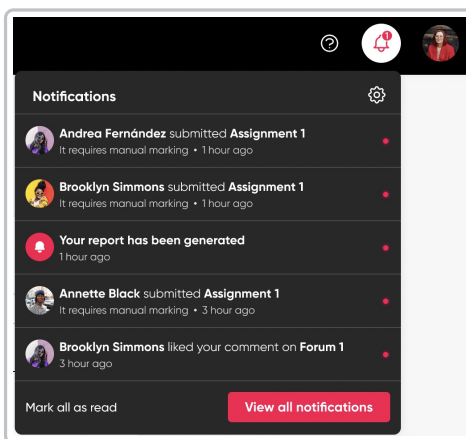 1
Notifications
Andrea Fernández submitted Assignment 1
It requires manual marking • 1 hour ago
Brooklyn Simmons submitted Assignment 1
It requires manual marking • 1 hour ago
Your report has been generated
1 hour ago
Annette Black submitted Assignment 1
It requires manual marking • 3 hour ago
Brooklyn Simmons liked your comment on Forum 1
3 hour ago
Mark all as read
View all notifications